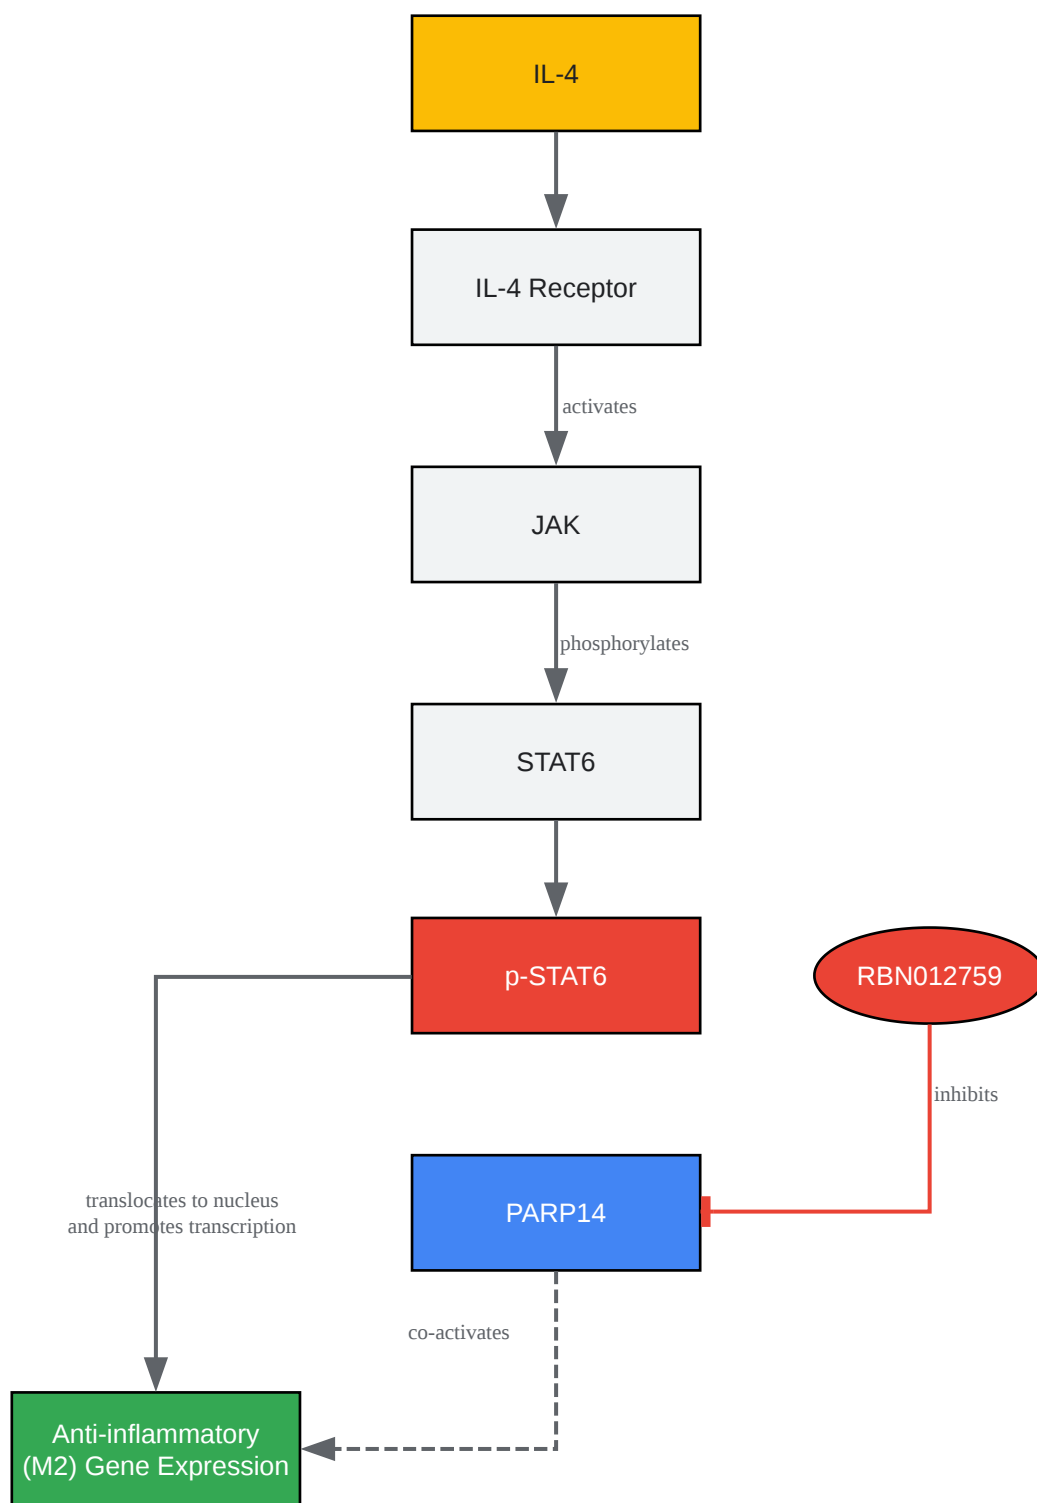 IL-4
IL-4 Receptor
activates
JAK
phosphorylates
STAT6
p-STAT6
RBN012759
inhibits
translocates to nucleus
and promotes transcription
PARP14
co-activates
Anti-inflammatory
(M2) Gene Expression